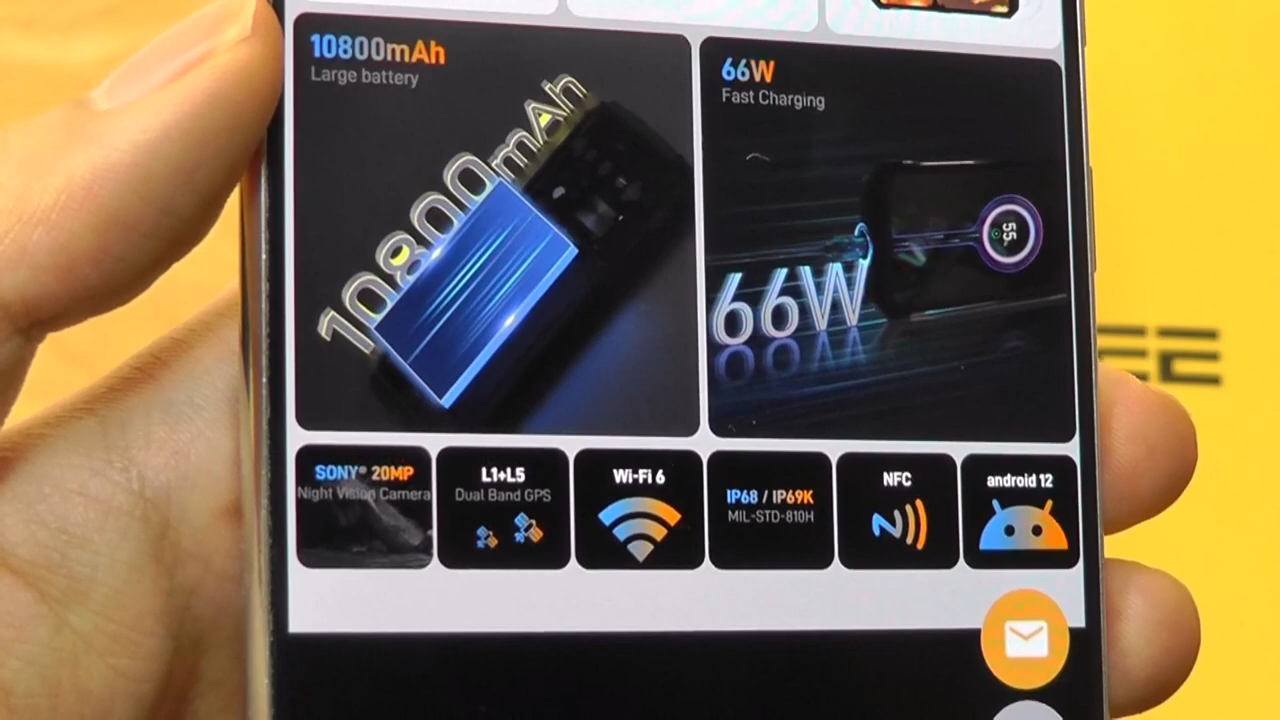 10800mAh
Large battery
10800mAh
66W
Fast Charging
55
66W
EE
SONY® 20MP
Night Vision Camera
L1+L5
Dual Band GPS
Wi-Fi 6
IP68 / IP69K
MIL-STD-810H
NFC
android 12